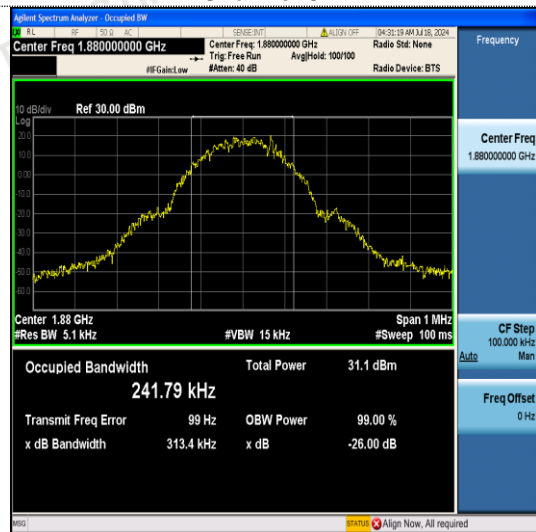 Agilent Spectrum Analyzer - Occupied BW
RL RF 50 Ω AC SENSE:INT ALIGN OFF 04:31:19 AM Jul 18, 2024
Center Freq 1.880000000 GHz
Center Freq: 1.880000000 GHz
Radio Std: None
Trig: Free Run Avg|Hold: 100/100
#IFGain:Low #Atten: 40 dB
Radio Device: BTS
Frequency
10 dB/div Ref 30.00 dBm
Log
20.0
10.0
0.00
-10.0
-20.0
-30.0
-40.0
-50.0
-60.0
Center Freq
1.880000000 GHz
Center 1.88 GHz
Span 1 MHz
#Res BW 5.1 kHz
#VBW 15 kHz
#Sweep 100 ms
CF Step
100.000 kHz
Auto Man
Occupied Bandwidth
Total Power 31.1 dBm
241.79 kHz
Transmit Freq Error 99 Hz
OBW Power 99.00 %
x dB Bandwidth 313.4 kHz
x dB -26.00 dB
Freq Offset
0 Hz
MSG
STATUS Align Now, All required